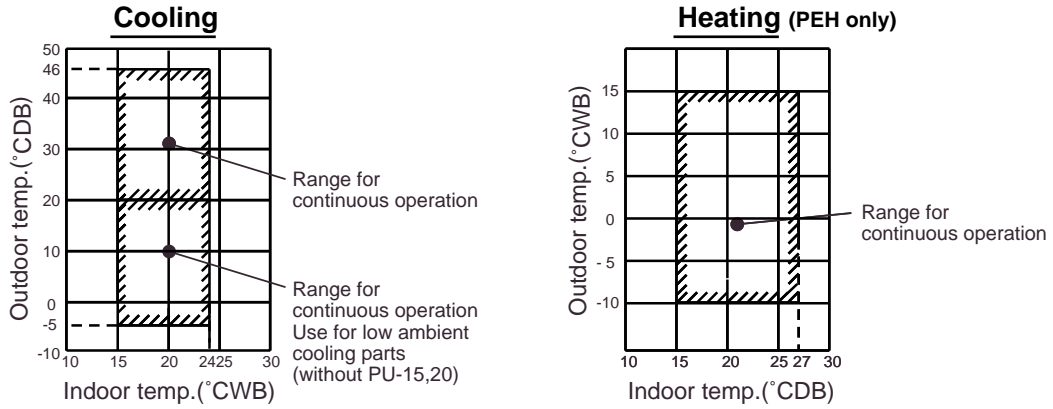 Cooling
50
46
40
30
20
10
0
-5
-10
10 15 20 24 25 30
Outdoor temp.(˚CDB)
Indoor temp.(˚CWB)
Range for
continuous operation
Range for
continuous operation
Use for low ambient
cooling parts
(without PU-15,20)
Heating (PEH only)
15
10
5
0
- 5
-10
15 10 15 20 25 27 30
Outdoor temp.(˚CWB)
Indoor temp.(˚CDB)
Range for
continuous operation